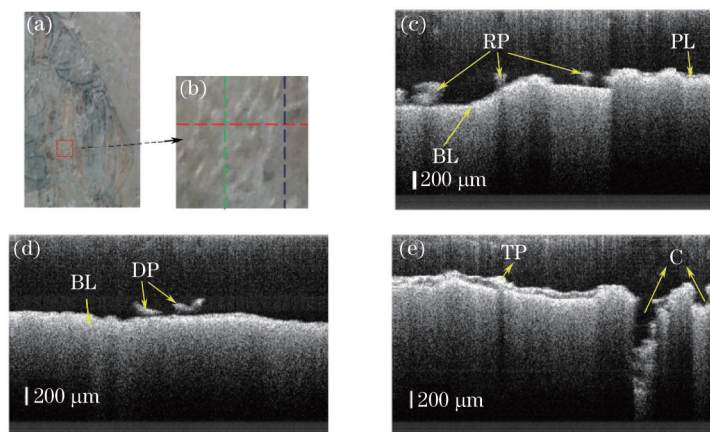 (a)
(b)
(c)
RP
PL
BL
200 μm
(d)
DP
BL
200 μm
(e)
TP
C
200 μm